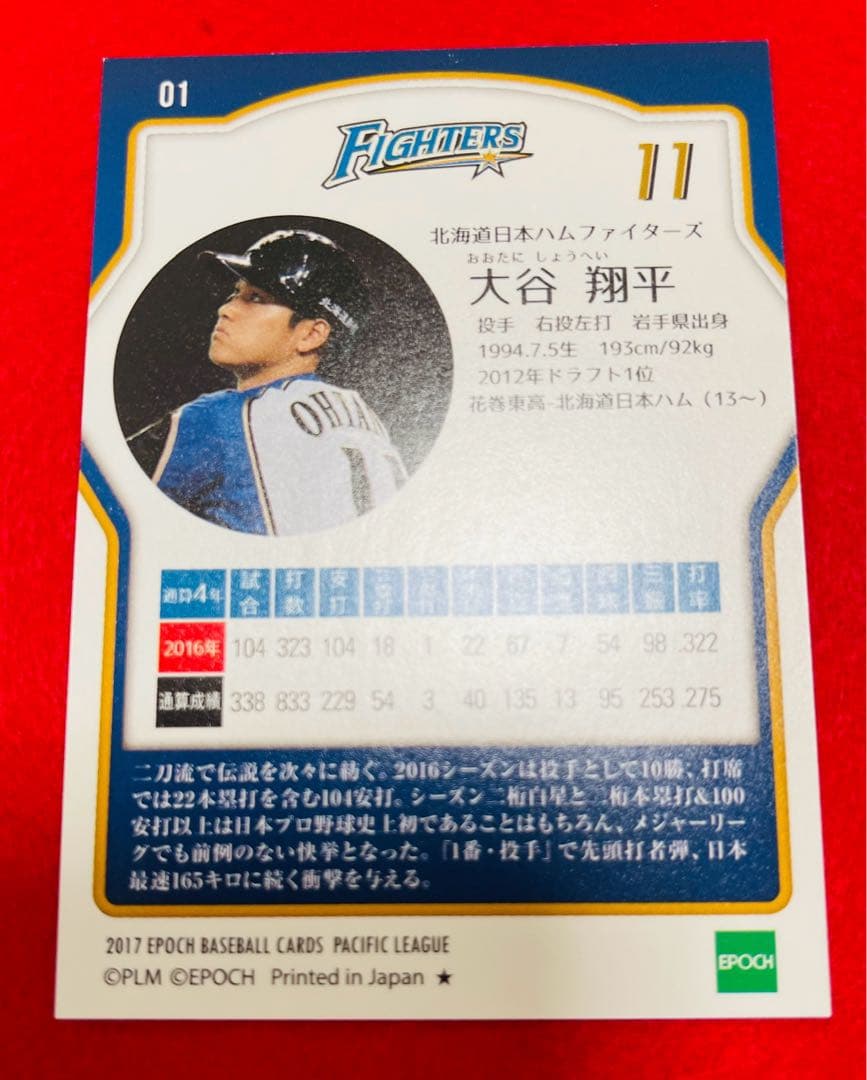 01
FIGHTERS
11
北海道日本ハムファイターズ
おおたに しょうへい
大谷 翔平
投手 右投左打 岩手県出身
1994.7.5生 193cm/92kg
2012年ドラフト1位
花巻東高-北海道日本ハム（13〜）
北海道
OHTANI
11
通算4年 試合 打数 安打 三振 打率
2016年 104 323 104 18 1 22 67 7 54 98 .322
通算成績 338 833 229 54 3 40 135 13 95 253 .275
二刀流で伝説を次々に紡ぐ。2016シーズンは投手として10勝、打席
では22本塁打を含む104安打。シーズン二桁白星と二桁本塁打&100
安打以上は日本プロ野球史上初であることはもちろん、メジャーリー
グでも前例のない快挙となった。「1番・投手」で先頭打者弾、日本
最速165キロに続く衝撃を与える。
2017 EPOCH BASEBALL CARDS PACIFIC LEAGUE
©PLM ©EPOCH Printed in Japan ★
EPOCH